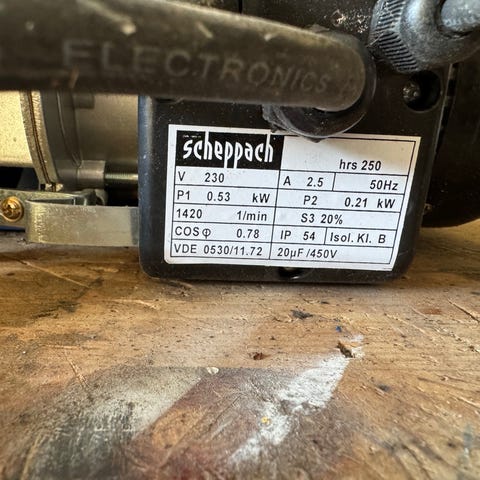 ELECTRONICS
scheppach
hrs 250
V 230 A 2.5 50Hz
P1 0.53 kW P2 0.21 kW
1420 1/min S3 20%
COS φ 0.78 IP 54 Isol. Kl. B
VDE 0530/11.72 20µF/450V